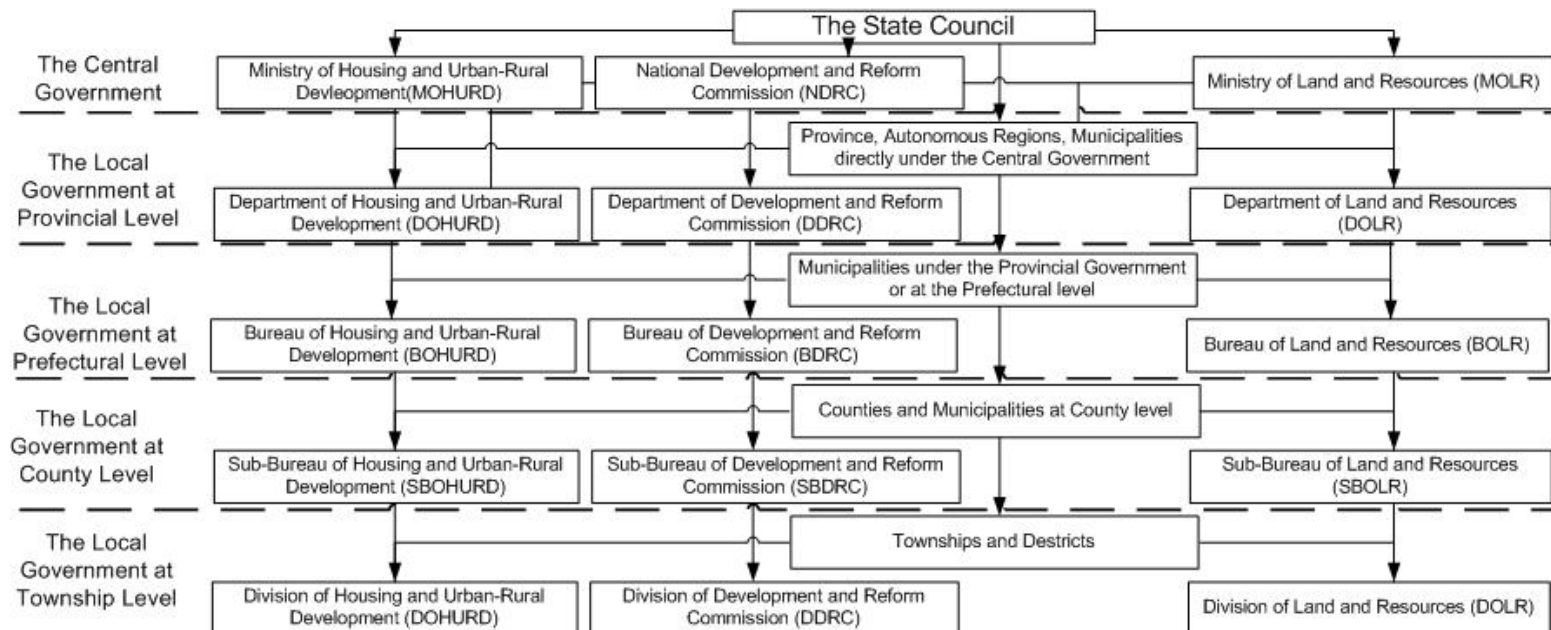 The State Council
The Central
Government
Ministry of Housing and Urban-Rural
Devleopment(MOHURD)
National Development and Reform
Commission (NDRC)
Ministry of Land and Resources (MOLR)
Province, Autonomous Regions, Municipalities
directly under the Central Government
The Local
Government at
Provincial Level
Department of Housing and Urban-Rural
Development (DOHURD)
Department of Development and Reform
Commission (DDRC)
Department of Land and Resources
(DOLR)
Municipalities under the Provincial Government
or at the Prefectural level
The Local
Government at
Prefectural Level
Bureau of Housing and Urban-Rural
Development (BOHURD)
Bureau of Development and Reform
Commission (BDRC)
Bureau of Land and Resources (BOLR)
Counties and Municipalities at County level
The Local
Government at
County Level
Sub-Bureau of Housing and Urban-Rural
Development (SBOHURD)
Sub-Bureau of Development and Reform
Commission (SBDRC)
Sub-Bureau of Land and Resources
(SBOLR)
Townships and Destricts
The Local
Government at
Township Level
Division of Housing and Urban-Rural
Development (DOHURD)
Division of Development and Reform
Commission (DDRC)
Division of Land and Resources (DOLR)